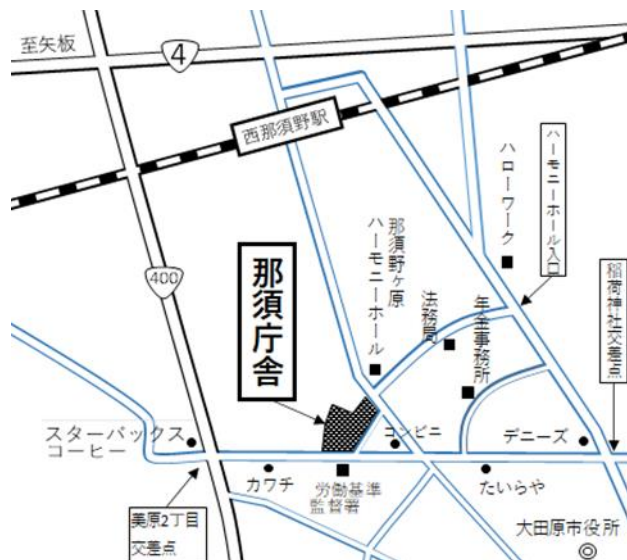 至矢板
4
西那須野駅
400
那須庁舎
那須野ヶ原
ハーモニーホール
法務局
年金事務所
ハローワーク
ハーモニーホール入口
稲荷神社交差点
スターバックス
コーヒー
カワチ
労働基準
監督署
コンビニ
たいらや
デニーズ
美原2丁目
交差点
大田原市役所